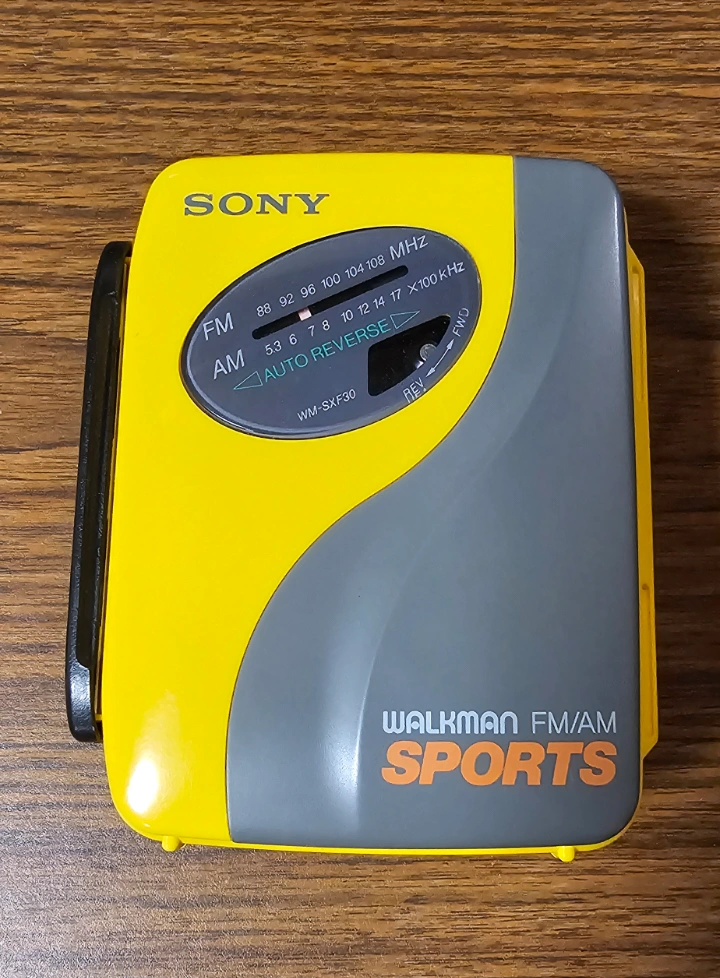 SONY
FM 88 92 96 100 104 108 MHz
AM 5.3 6 7 8 10 12 14 17 X100 kHz
AUTO REVERSE
FWD
REV
WM-SXF30
WALKMAN FM/AM
SPORTS